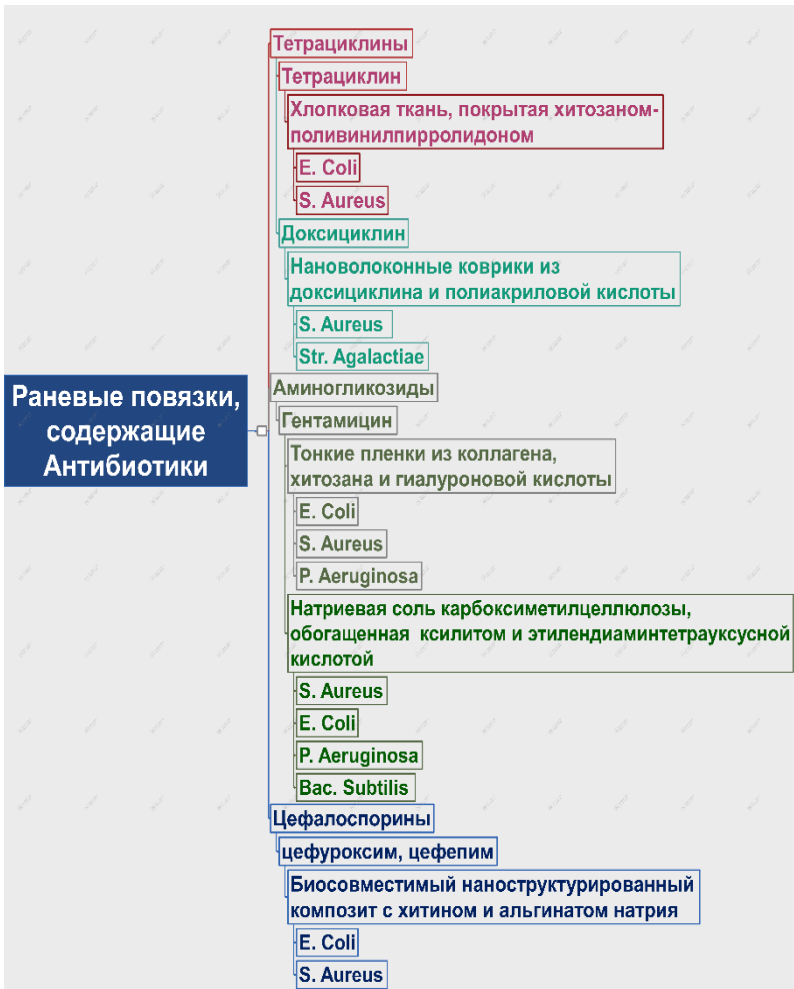 Тетрациклины
Тетрациклин
Хлопковая ткань, покрытая хитозаном-
поливинилпирролидоном
E. Coli
S. Aureus
Доксициклин
Нановолоконные коврики из
доксициклина и полиакриловой кислоты
S. Aureus
Str. Agalactiae
Раневые повязки,
содержащие
Антибиотики
Аминогликозиды
Гентамицин
Тонкие пленки из коллагена,
хитозана и гиалуроновой кислоты
E. Coli
S. Aureus
P. Aeruginosa
Натриевая соль карбоксиметилцеллюлозы,
обогащенная ксилитом и этилендиаминтетрауксусной
кислотой
S. Aureus
E. Coli
P. Aeruginosa
Bac. Subtilis
Цефалоспорины
цефуроксим, цефепим
Биосовместимый наноструктурированный
композит с хитином и альгинатом натрия
E. Coli
S. Aureus